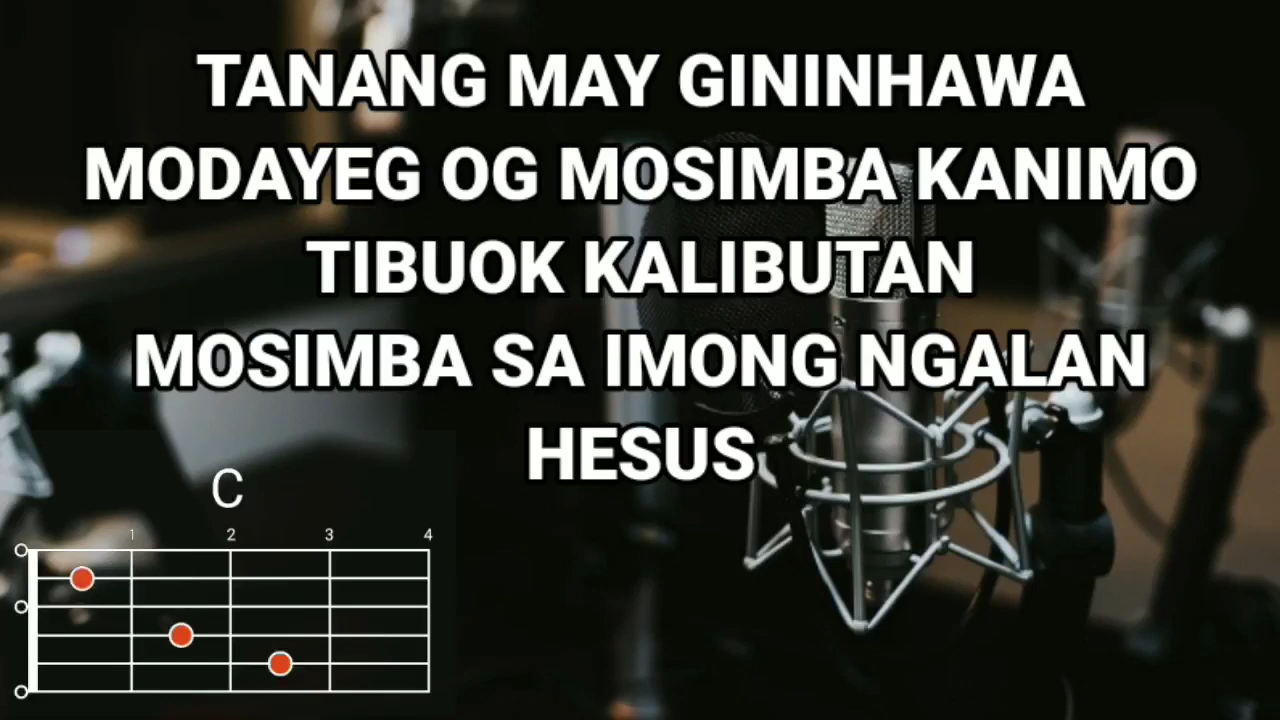 TANANG MAY GININHAWA
MODAYEG OG MOSIMBA KANIMO
TIBUOK KALIBUTAN
MOSIMBA SA IMONG NGALAN
HESUS
C
1 2 3 4